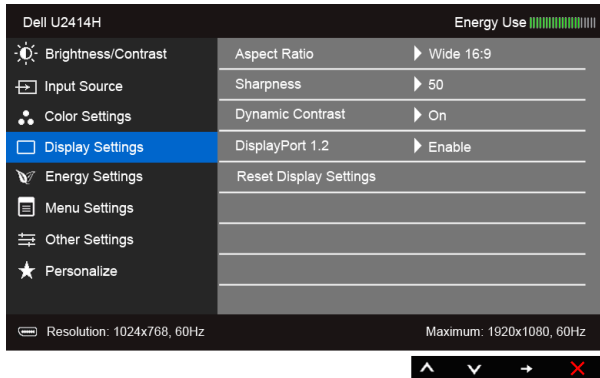 Dell U2414H Energy Use
Brightness/Contrast Aspect Ratio Wide 16:9
Input Source Sharpness 50
Color Settings Dynamic Contrast On
Display Settings DisplayPort 1.2 Enable
Energy Settings Reset Display Settings
Menu Settings
Other Settings
Personalize
Resolution: 1024x768, 60Hz Maximum: 1920x1080, 60Hz